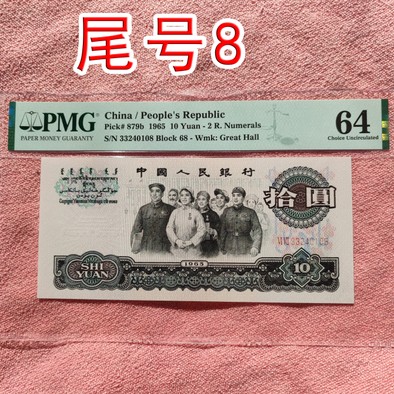 尾号8
PMG
PAPER MONEY GUARANTY
China / People's Republic
Pick# 879b 1965 10 Yuan - 2 R. Numerals
S/N 33240108 Block 68 - Wmk: Great Hall
64
Choice Uncirculated
中國人民銀行
拾圓
SHI
YUAN
1965
10